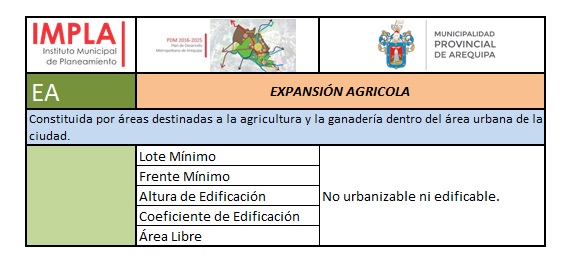 IMPLA
Instituto Municipal
de Planeamiento
PDM 2016-2025
Plan de Desarrollo
Metropolitano de Arequipa
MUNICIPALIDAD
PROVINCIAL
DE AREQUIPA
EA
EXPANSIÓN AGRICOLA
Constituida por áreas destinadas a la agricultura y la ganadería dentro del área urbana de la
ciudad.
Lote Mínimo
Frente Mínimo
Altura de Edificación
Coeficiente de Edificación
Área Libre
No urbanizable ni edificable.